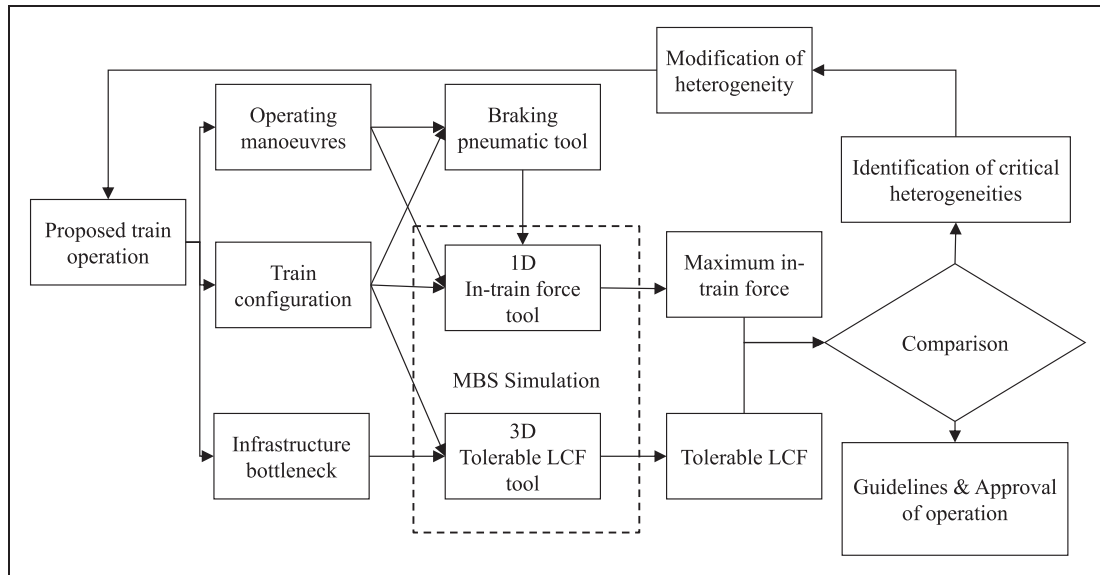 Modification of
heterogeneity
Operating
manoeuvres
Braking
pneumatic tool
Identification of critical
heterogeneities
Proposed train
operation
Train
configuration
1D
In-train force
tool
Maximum in-
train force
Comparison
MBS Simulation
Infrastructure
bottleneck
3D
Tolerable LCF
tool
Tolerable LCF
Guidelines & Approval
of operation